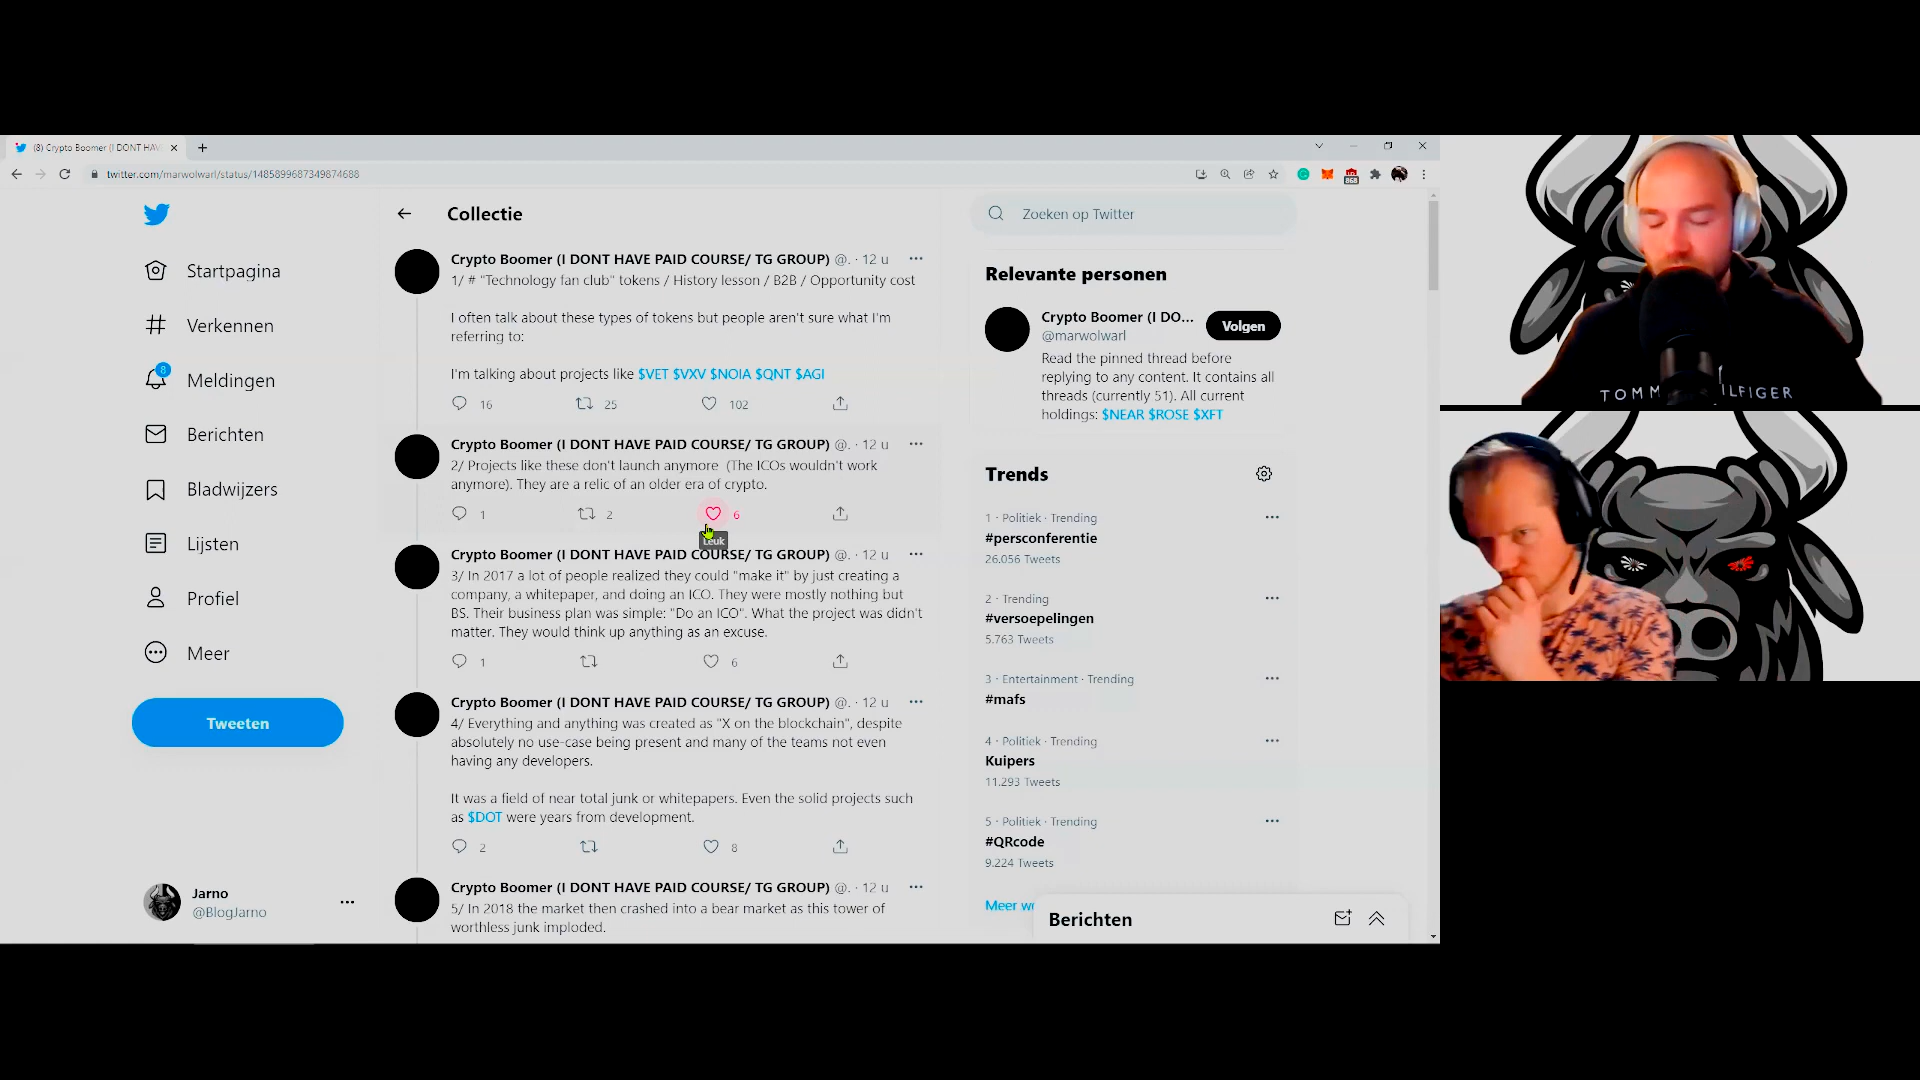 (8) Crypto Boomer (I DONT HAV
twitter.com/marwolwarl/status/1485899687349874688
Startpagina
Verkennen
8
Meldingen
Berichten
Bladwijzers
Lijsten
Profiel
Meer
Tweeten
Jarno
@BlogJarno
Collectie
Crypto Boomer (I DONT HAVE PAID COURSE/ TG GROUP) @. · 12 u
1/ # "Technology fan club" tokens / History lesson / B2B / Opportunity cost
I often talk about these types of tokens but people aren't sure what I'm
referring to:
I'm talking about projects like $VET $VXV $NOIA $QNT $AGI
16 25 102
Crypto Boomer (I DONT HAVE PAID COURSE/ TG GROUP) @. · 12 u
2/ Projects like these don't launch anymore (The ICOs wouldn't work
anymore). They are a relic of an older era of crypto.
1 2 6
Leuk
Crypto Boomer (I DONT HAVE PAID COURSE/ TG GROUP) @. · 12 u
3/ In 2017 a lot of people realized they could "make it" by just creating a
company, a whitepaper, and doing an ICO. They were mostly nothing but
BS. Their business plan was simple: "Do an ICO". What the project was didn't
matter. They would think up anything as an excuse.
1 6
Crypto Boomer (I DONT HAVE PAID COURSE/ TG GROUP) @. · 12 u
4/ Everything and anything was created as "X on the blockchain", despite
absolutely no use-case being present and many of the teams not even
having any developers.
It was a field of near total junk or whitepapers. Even the solid projects such
as $DOT were years from development.
2 8
Crypto Boomer (I DONT HAVE PAID COURSE/ TG GROUP) @. · 12 u
5/ In 2018 the market then crashed into a bear market as this tower of
worthless junk imploded.
Zoeken op Twitter
Relevante personen
Crypto Boomer (I DO...
@marwolwarl
Volgen
Read the pinned thread before
replying to any content. It contains all
threads (currently 51). All current
holdings: $NEAR $ROSE $XFT
Trends
1 · Politiek · Trending
#persconferentie
26.056 Tweets
2 · Trending
#versoepelingen
5.763 Tweets
3 · Entertainment · Trending
#mafs
4 · Politiek · Trending
Kuipers
11.293 Tweets
5 · Politiek · Trending
#QRcode
9.224 Tweets
Meer w
Berichten
TOMM ILFIGER